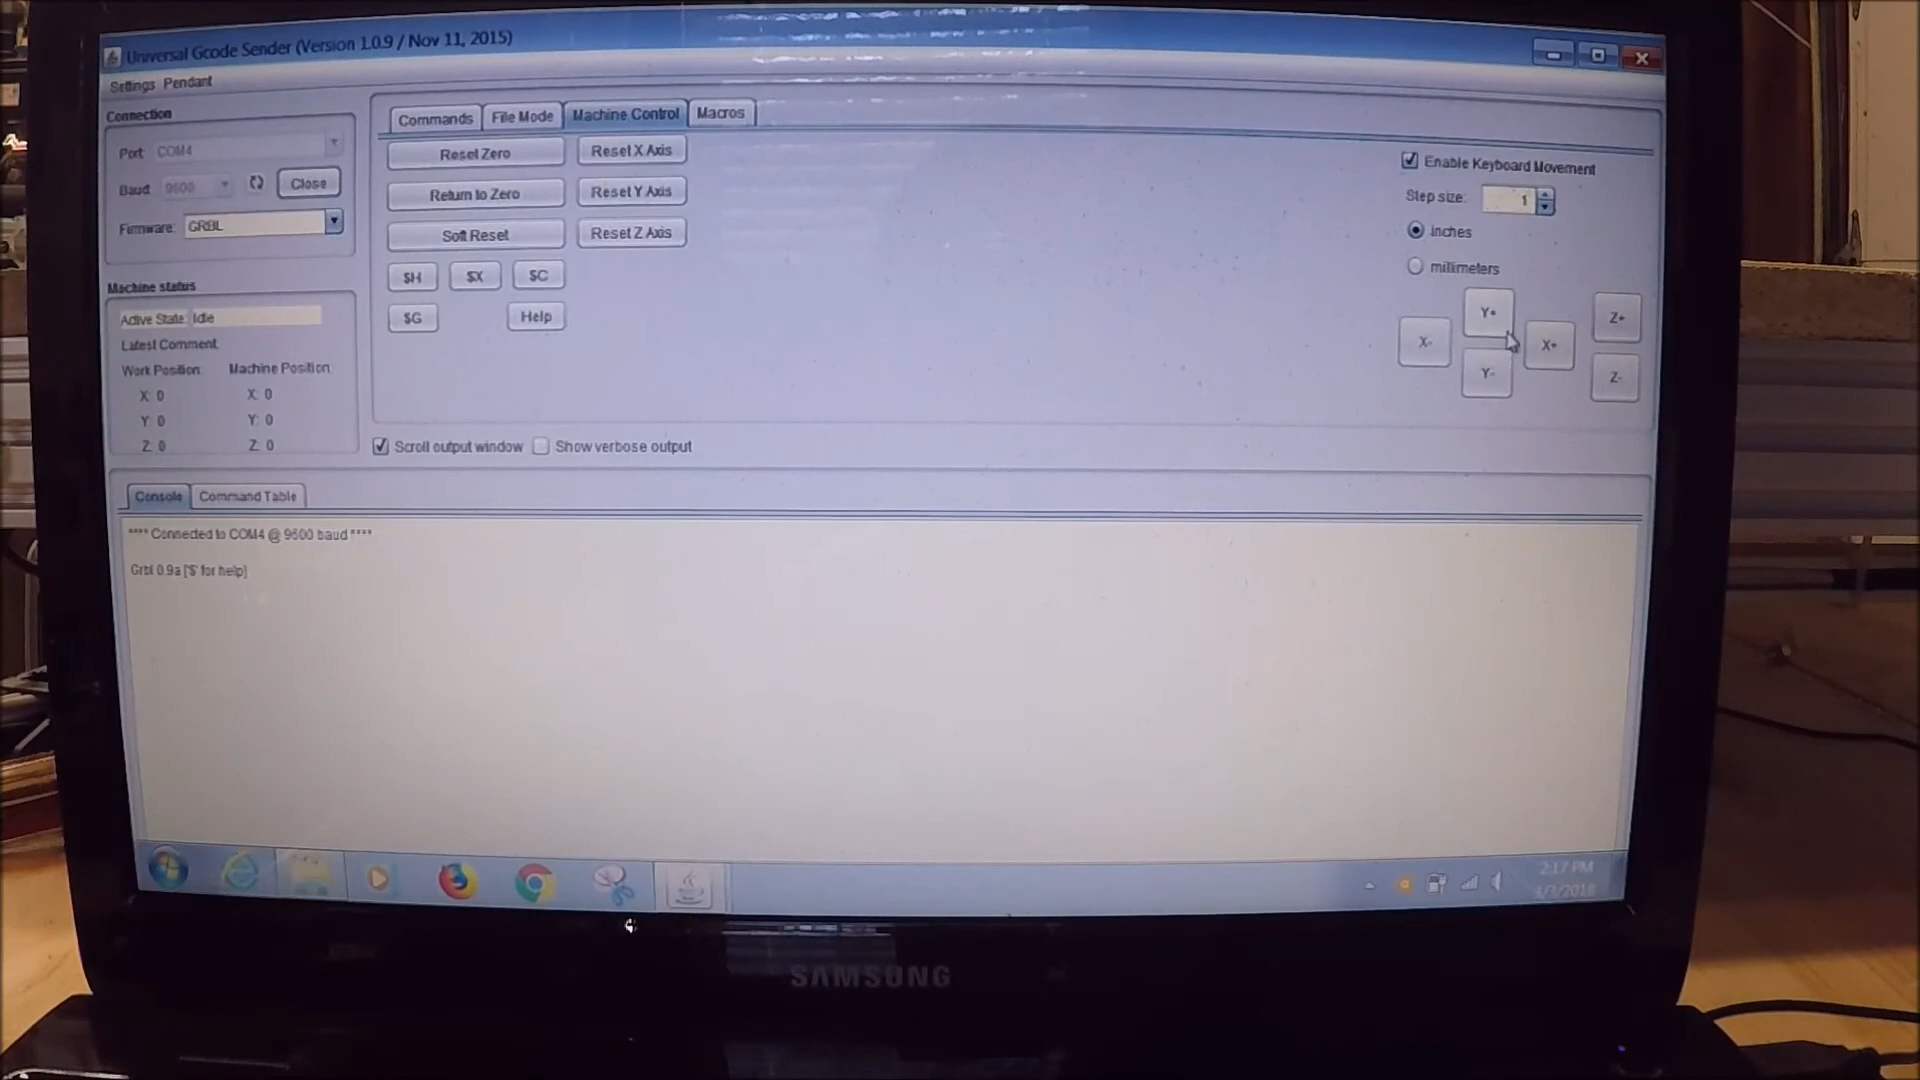 Universal Gcode Sender (Version 1.0.9 / Nov 11, 2015)
Settings Pendant
Connection
Port: COM4
Baud: 9600 Close
Firmware: GRBL
Machine status
Active State: Idle
Latest Comment:
Work Position: Machine Position:
X: 0 X: 0
Y: 0 Y: 0
Z: 0 Z: 0
Commands File Mode Machine Control Macros
Reset Zero Reset X Axis
Return to Zero Reset Y Axis
Soft Reset Reset Z Axis
$H $X $C
$G Help
Enable Keyboard Movement
Step size: 1
inches
millimeters
Y+ Z+
X- X+
Y- Z-
Scroll output window Show verbose output
Console Command Table
**** Connected to COM4 @ 9600 baud ****
Grbl 0.9a ['$' for help]
2:17 PM
SAMSUNG